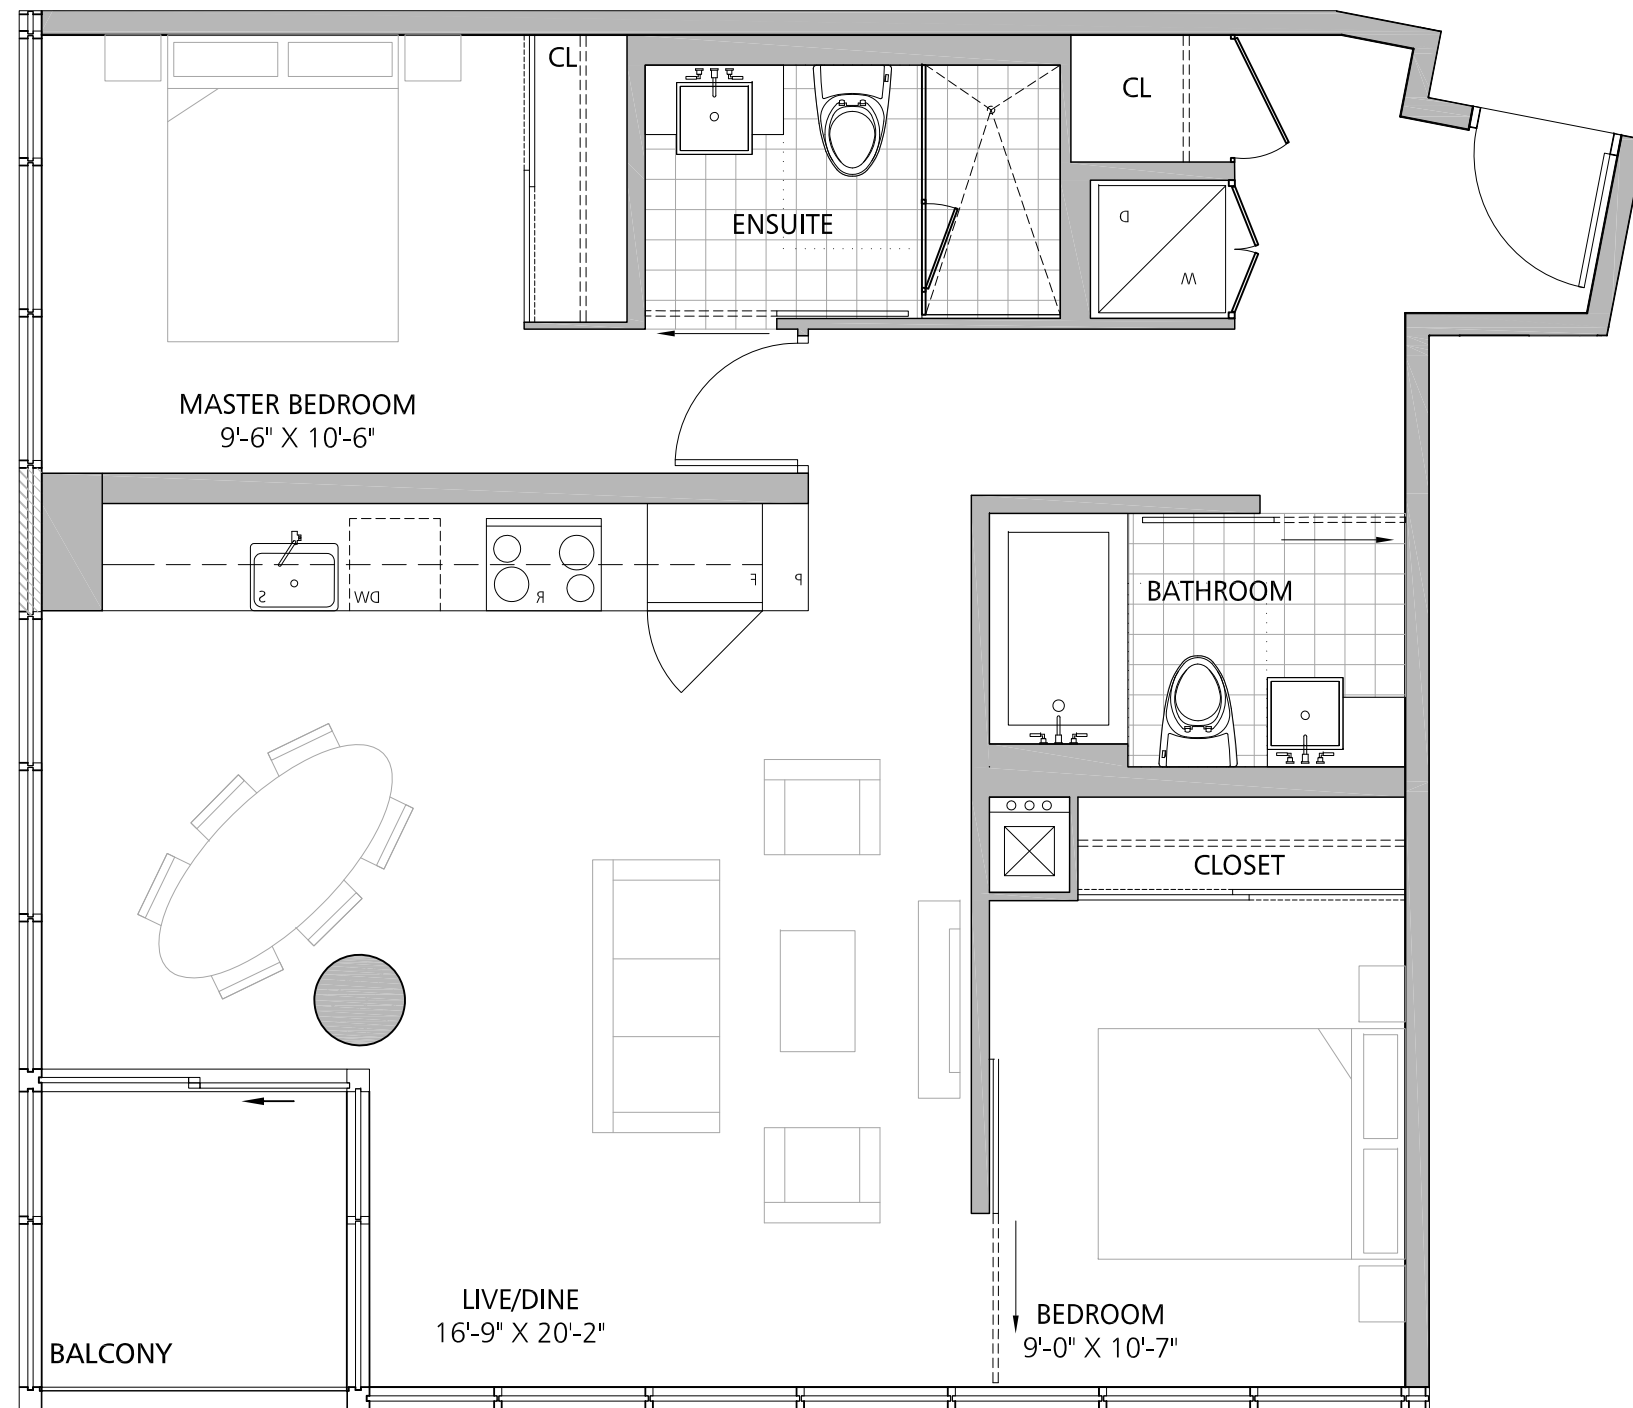 CL
CL
ENSUITE
D
W
MASTER BEDROOM
9'-6" X 10'-6"
S
DW
R
F
P
BATHROOM
CLOSET
LIVE/DINE
16'-9" X 20'-2"
BEDROOM
9'-0" X 10'-7"
BALCONY